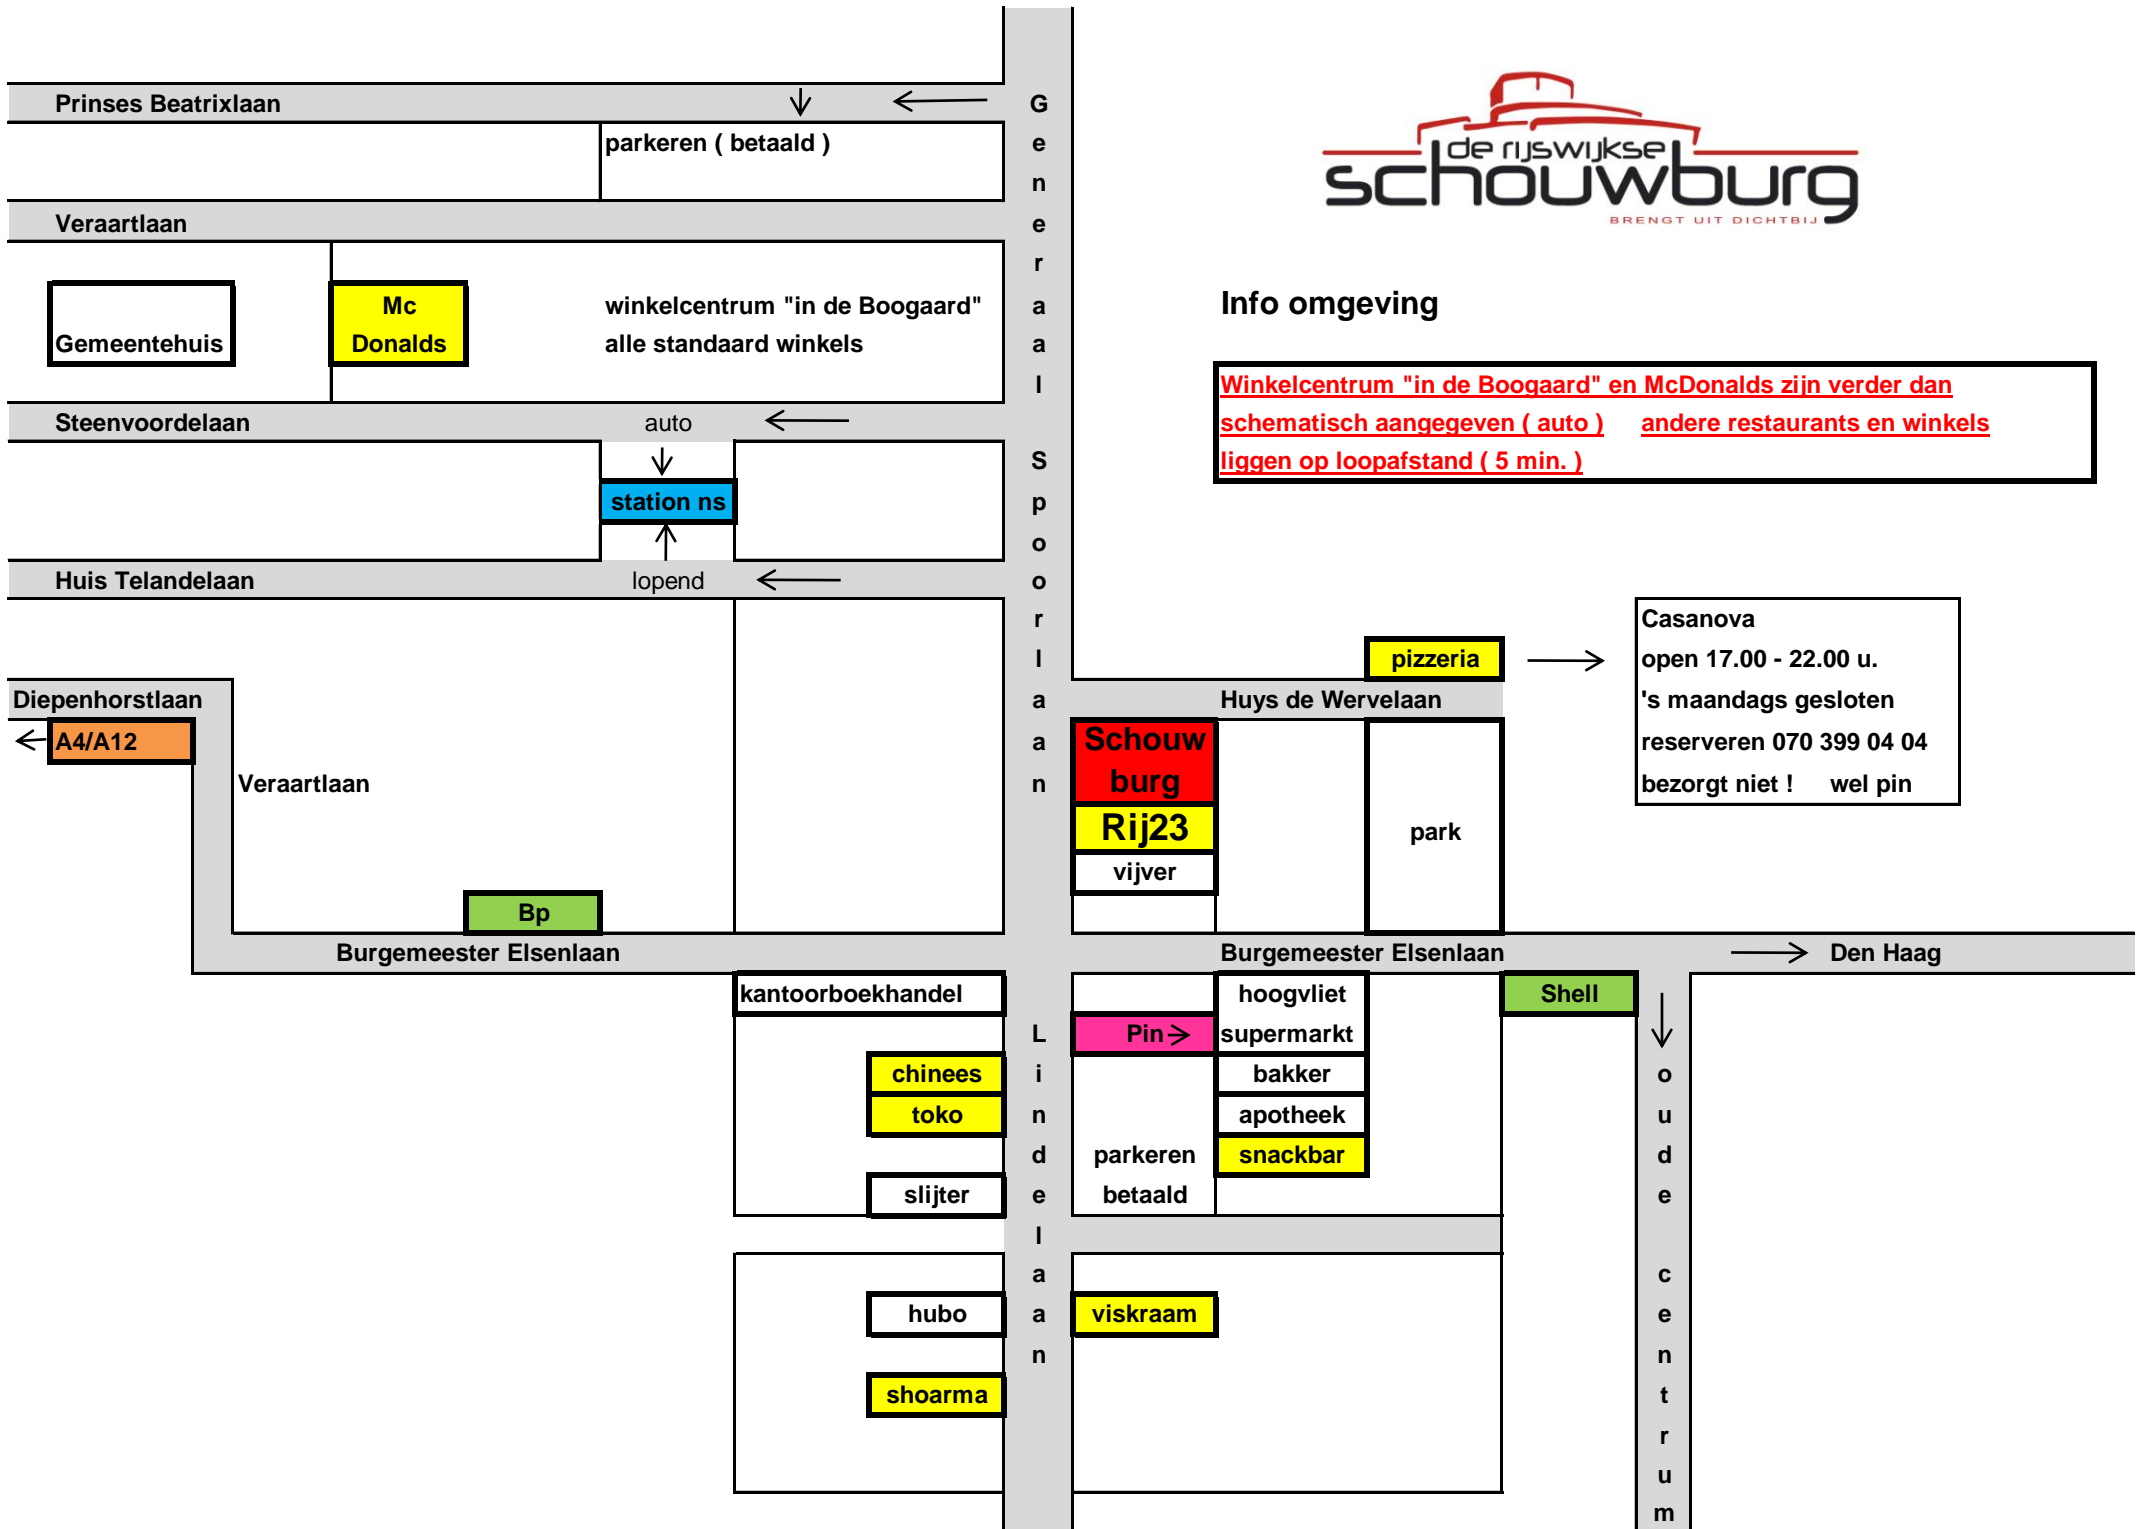 de rijswijkse
schouwburg
BRENGT UIT DICHTBIJ
Prinses Beatrixlaan
parkeren ( betaald )
Veraartlaan
Generaal Spoorlaan
Gemeentehuis
Mc
Donalds
winkelcentrum "in de Boogaard"
alle standaard winkels
Info omgeving
Winkelcentrum "in de Boogaard" en McDonalds zijn verder dan
schematisch aangegeven ( auto ) andere restaurants en winkels
liggen op loopafstand ( 5 min. )
Steenvoordelaan
auto
station ns
Huis Telandelaan
lopend
pizzeria
Casanova
open 17.00 - 22.00 u.
's maandags gesloten
reserveren 070 399 04 04
bezorgt niet ! wel pin
Diepenhorstlaan
A4/A12
Veraartlaan
Huys de Wervelaan
Schouw
burg
Rij23
vijver
park
Bp
Burgemeester Elsenlaan
Burgemeester Elsenlaan
Den Haag
kantoorboekhandel
hoogvliet
supermarkt
Shell
Pin
Lindelaan
chinees
toko
slijter
bakker
apotheek
snackbar
parkeren
betaald
oude centrum
hubo
viskraam
shoarma